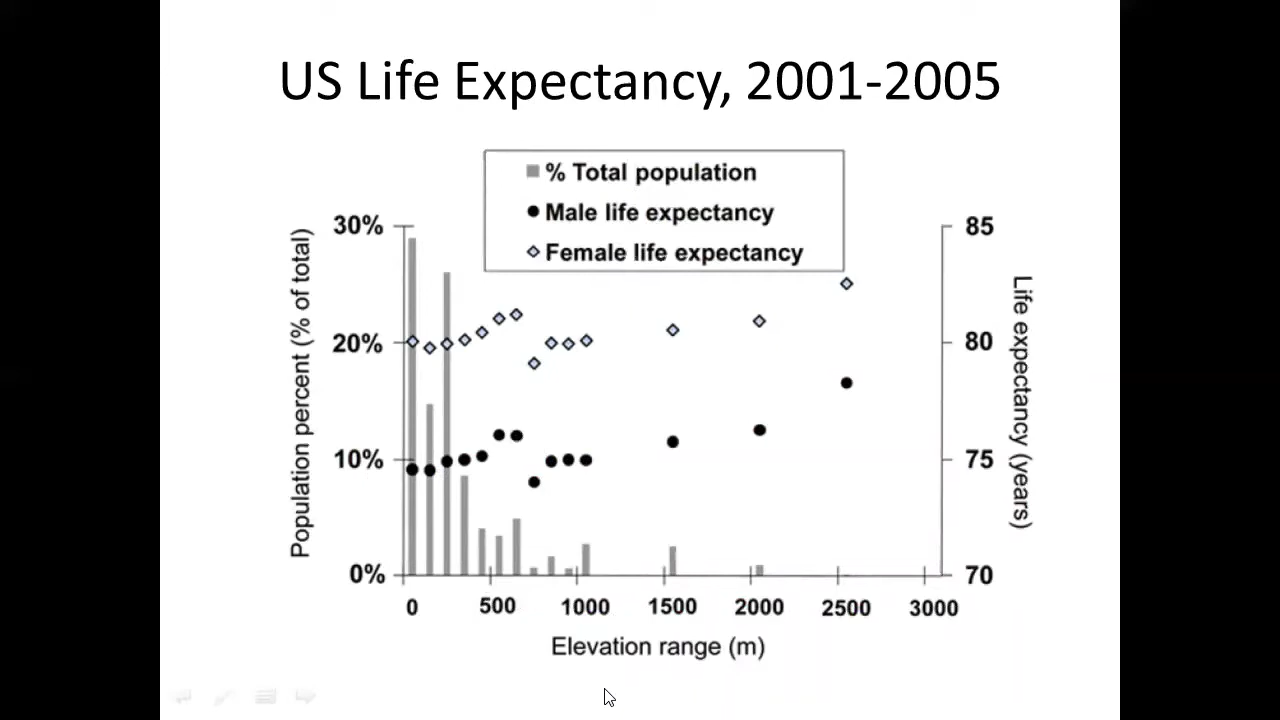 US Life Expectancy, 2001-2005
% Total population
Male life expectancy
Female life expectancy
30%
20%
10%
0%
Population percent (% of total)
85
80
75
70
Life expectancy (years)
0 500 1000 1500 2000 2500 3000
Elevation range (m)